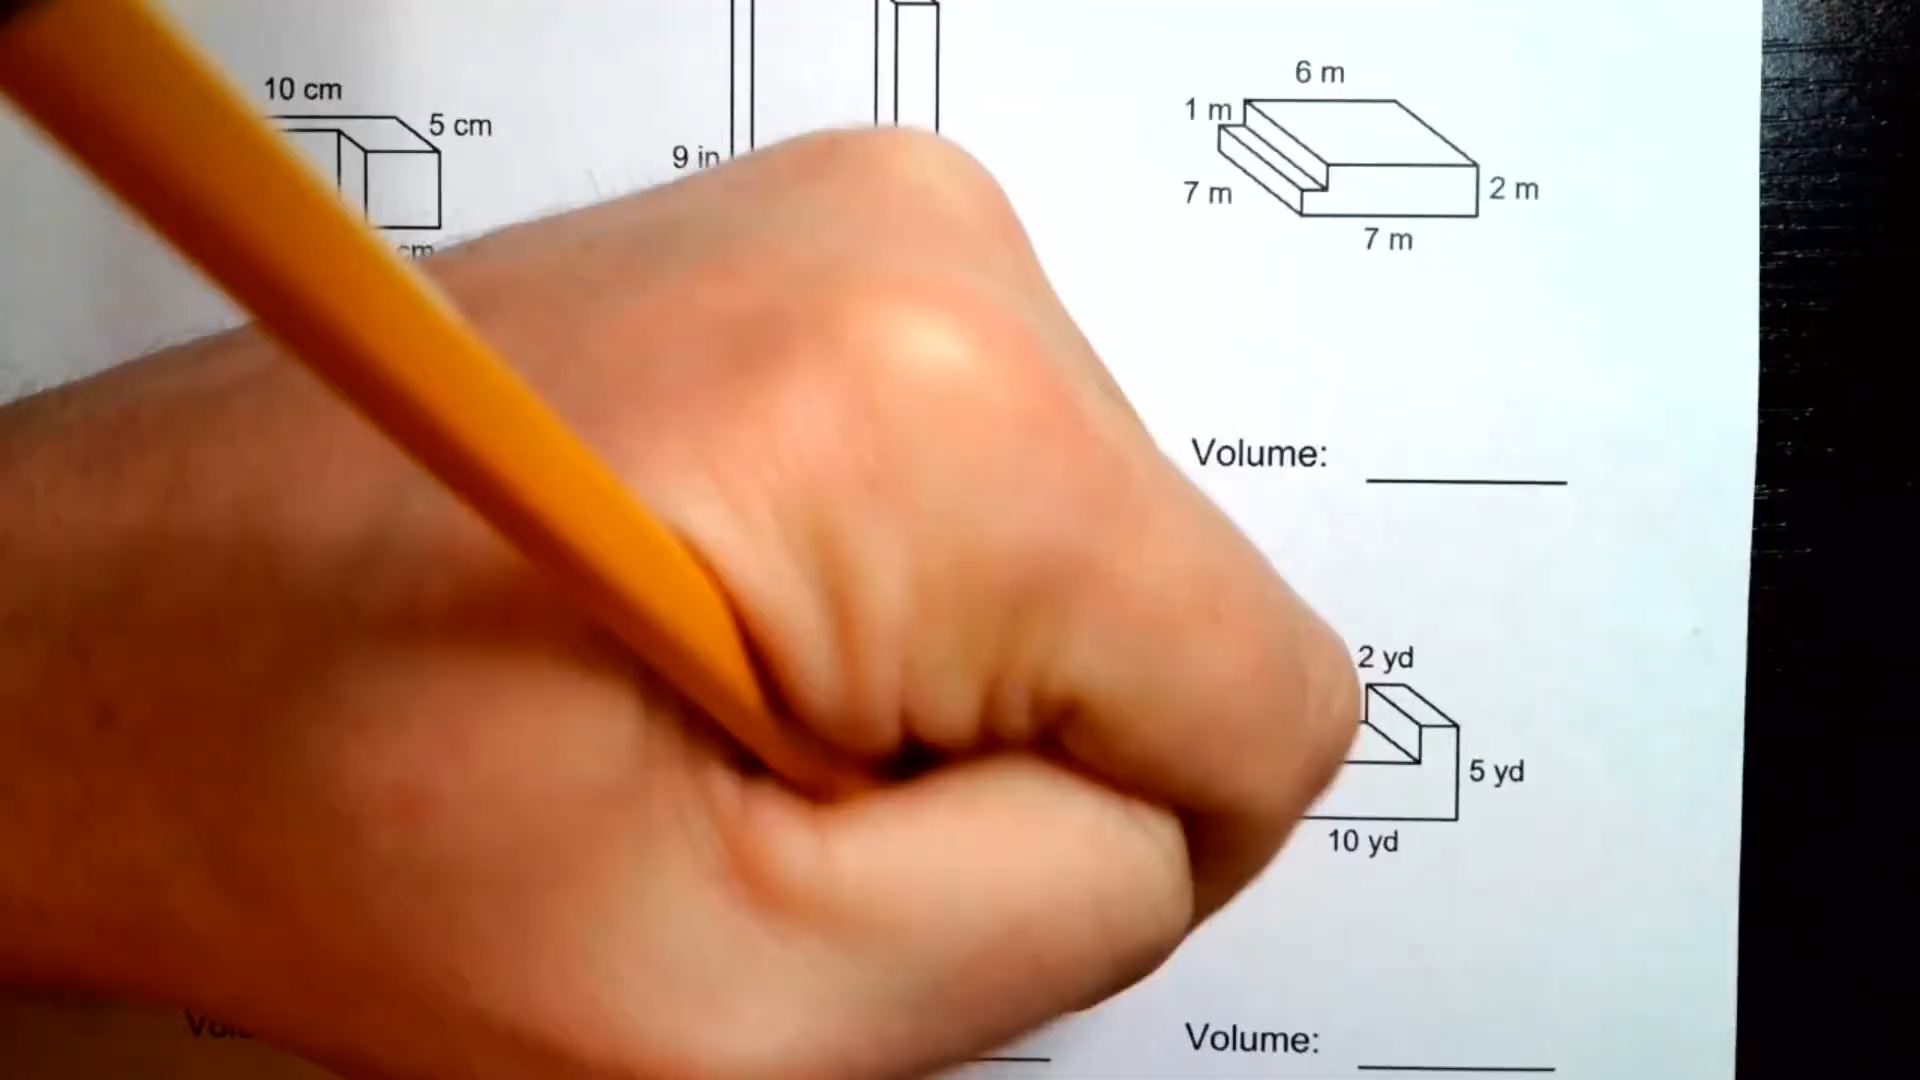 10 cm
5 cm
cm
9 in
6 m
1 m
7 m
2 m
7 m
Volume:
2 yd
5 yd
10 yd
Volume: